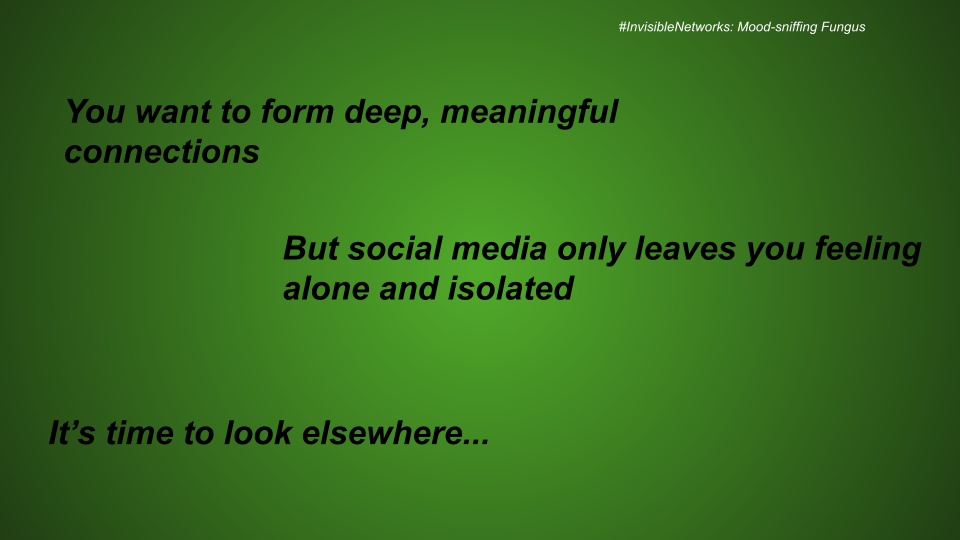 #InvisibleNetworks: Mood-sniffing Fungus
You want to form deep, meaningful
connections
But social media only leaves you feeling
alone and isolated
It’s time to look elsewhere...